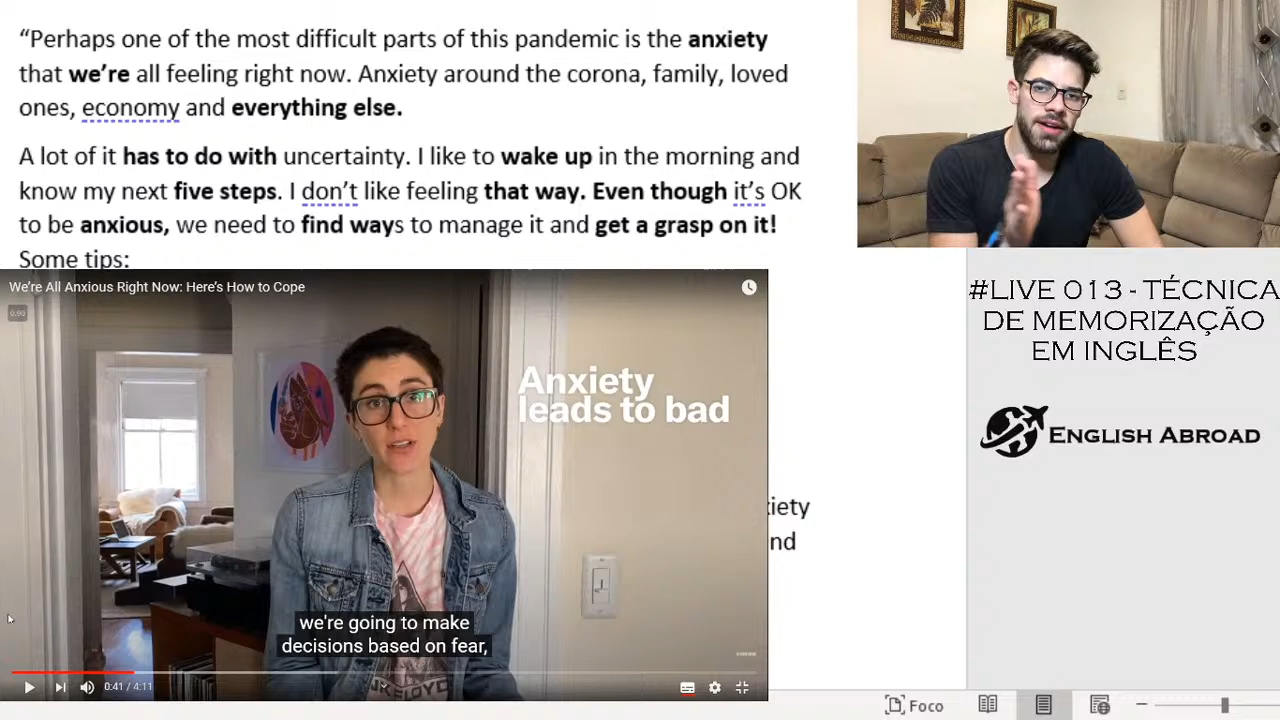 “Perhaps one of the most difficult parts of this pandemic is the anxiety
that we’re all feeling right now. Anxiety around the corona, family, loved
ones, economy and everything else.
A lot of it has to do with uncertainty. I like to wake up in the morning and
know my next five steps. I don’t like feeling that way. Even though it’s OK
to be anxious, we need to find ways to manage it and get a grasp on it!
Some tips:
We’re All Anxious Right Now: Here’s How to Cope
0.90
Anxiety
leads to bad
we're going to make
decisions based on fear,
0:41 / 4:11
xiety
nd
#LIVE 013 - TÉCNICA
DE MEMORIZAÇÃO
EM INGLÊS
English Abroad
Foco